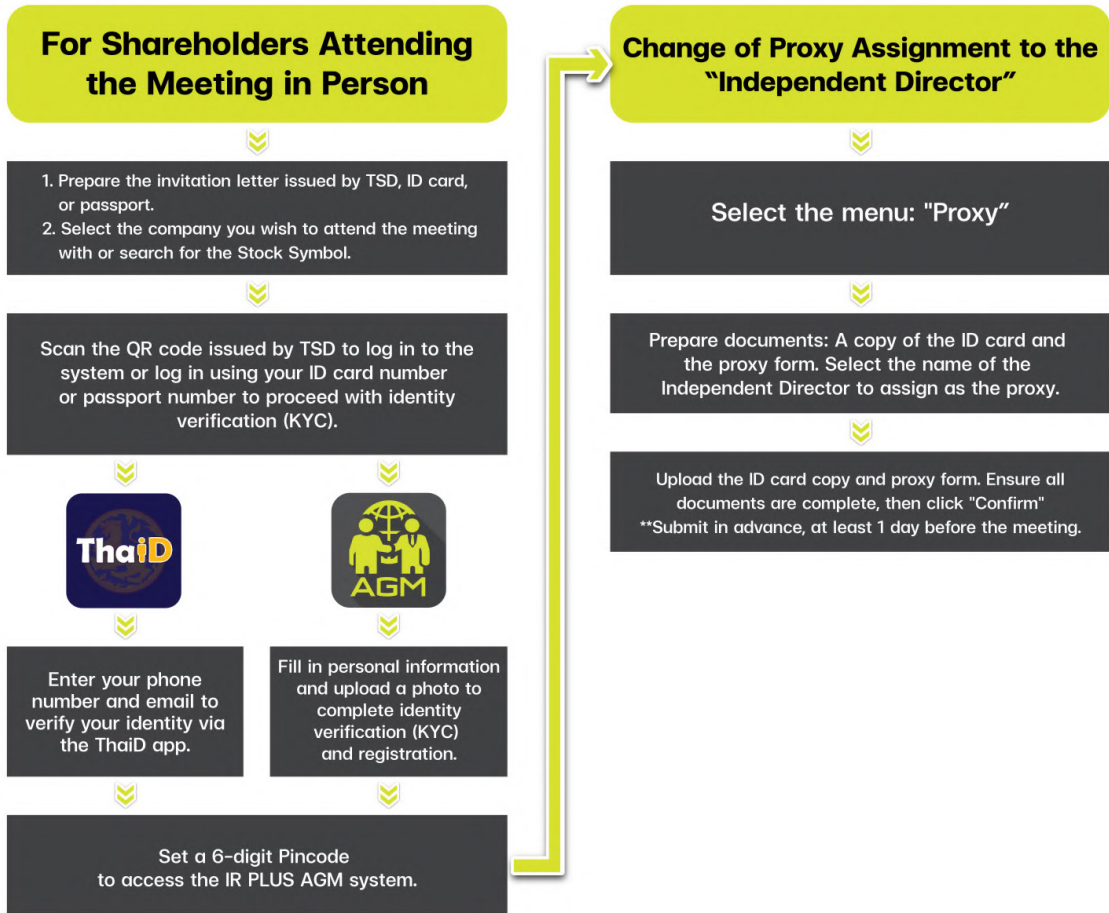 For Shareholders Attending
the Meeting in Person
1. Prepare the invitation letter issued by TSD, ID card,
or passport.
2. Select the company you wish to attend the meeting
with or search for the Stock Symbol.
Scan the QR code issued by TSD to log in to the
system or log in using your ID card number
or passport number to proceed with identity
verification (KYC).
ThaiD
AGM
Enter your phone
number and email to
verify your identity via
the ThaiD app.
Fill in personal information
and upload a photo to
complete identity
verification (KYC)
and registration.
Set a 6-digit Pincode
to access the IR PLUS AGM system.
Change of Proxy Assignment to the
“Independent Director”
Select the menu: "Proxy”
Prepare documents: A copy of the ID card and
the proxy form. Select the name of the
Independent Director to assign as the proxy.
Upload the ID card copy and proxy form. Ensure all
documents are complete, then click "Confirm"
**Submit in advance, at least 1 day before the meeting.